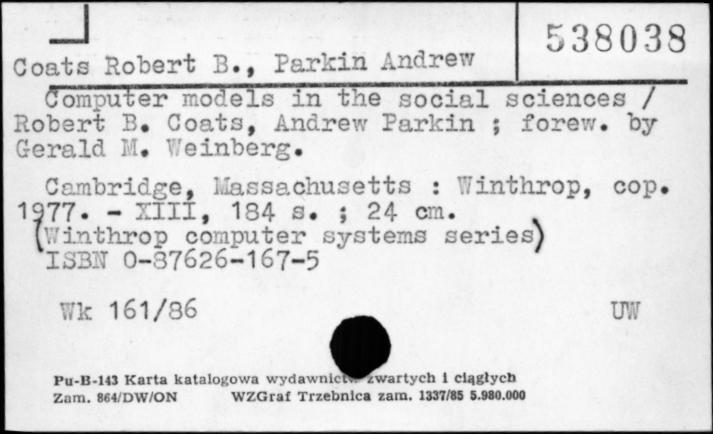 538038
Coats Robert B., Parkin Andrew
Computer models in the social sciences /
Robert B. Coats, Andrew Parkin ; forew. by
Gerald M. Weinberg.
Cambridge, Massachusetts : Winthrop, cop.
1977. - XIII, 184 s. ; 24 cm.
(Winthrop computer systems series)
ISBN 0-87626-167-5
Wk 161/86 UW
Pu-B-143 Karta katalogowa wydawnictw zwartych i ciągłych
Zam. 864/DW/ON WZGraf Trzebnica zam. 1337/85 5.980.000